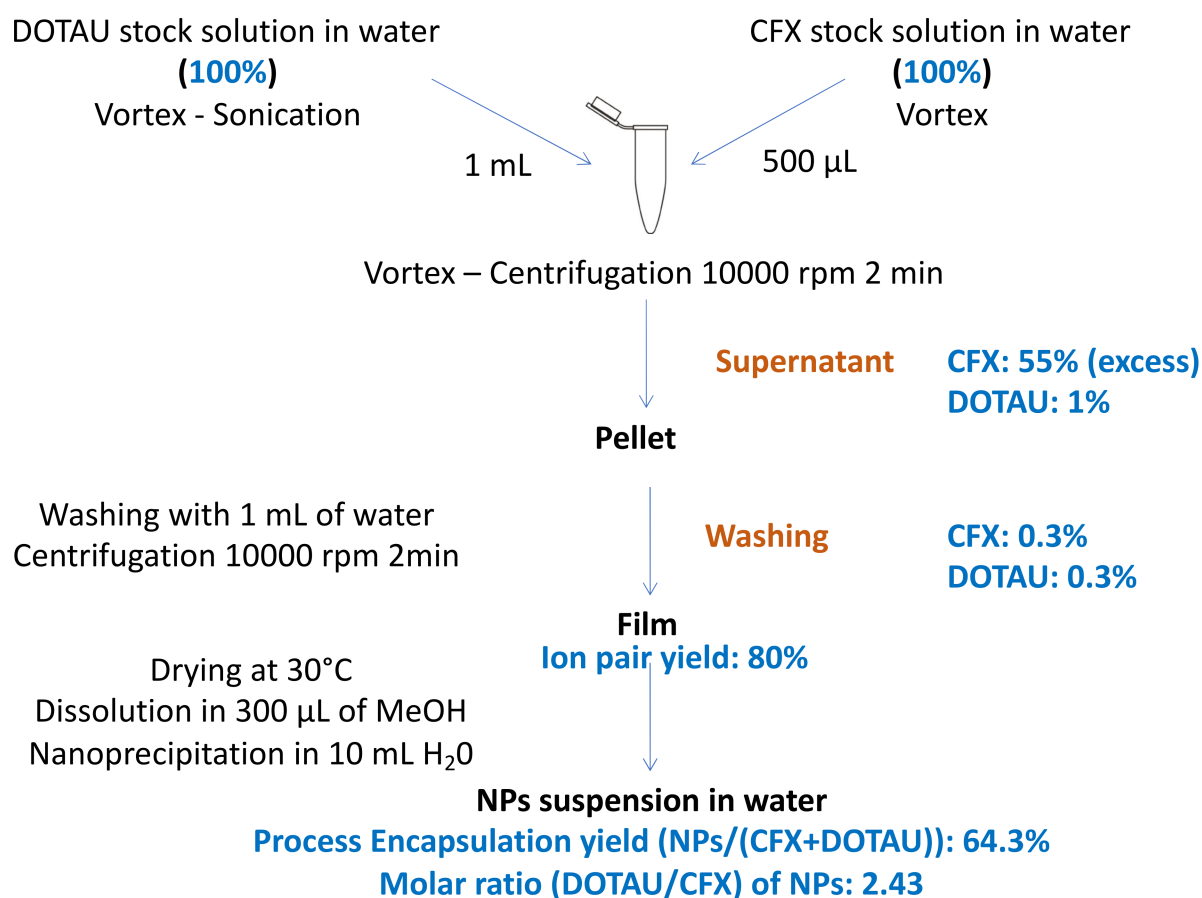 DOTAU stock solution in water
(100%)
Vortex - Sonication
CFX stock solution in water
(100%)
Vortex
1 mL
500 µL
Vortex – Centrifugation 10000 rpm 2 min
Supernatant
CFX: 55% (excess)
DOTAU: 1%
Pellet
Washing with 1 mL of water
Centrifugation 10000 rpm 2min
Washing
CFX: 0.3%
DOTAU: 0.3%
Film
Ion pair yield: 80%
Drying at 30°C
Dissolution in 300 µL of MeOH
Nanoprecipitation in 10 mL H₂0
NPs suspension in water
Process Encapsulation yield (NPs/(CFX+DOTAU)): 64.3%
Molar ratio (DOTAU/CFX) of NPs: 2.43